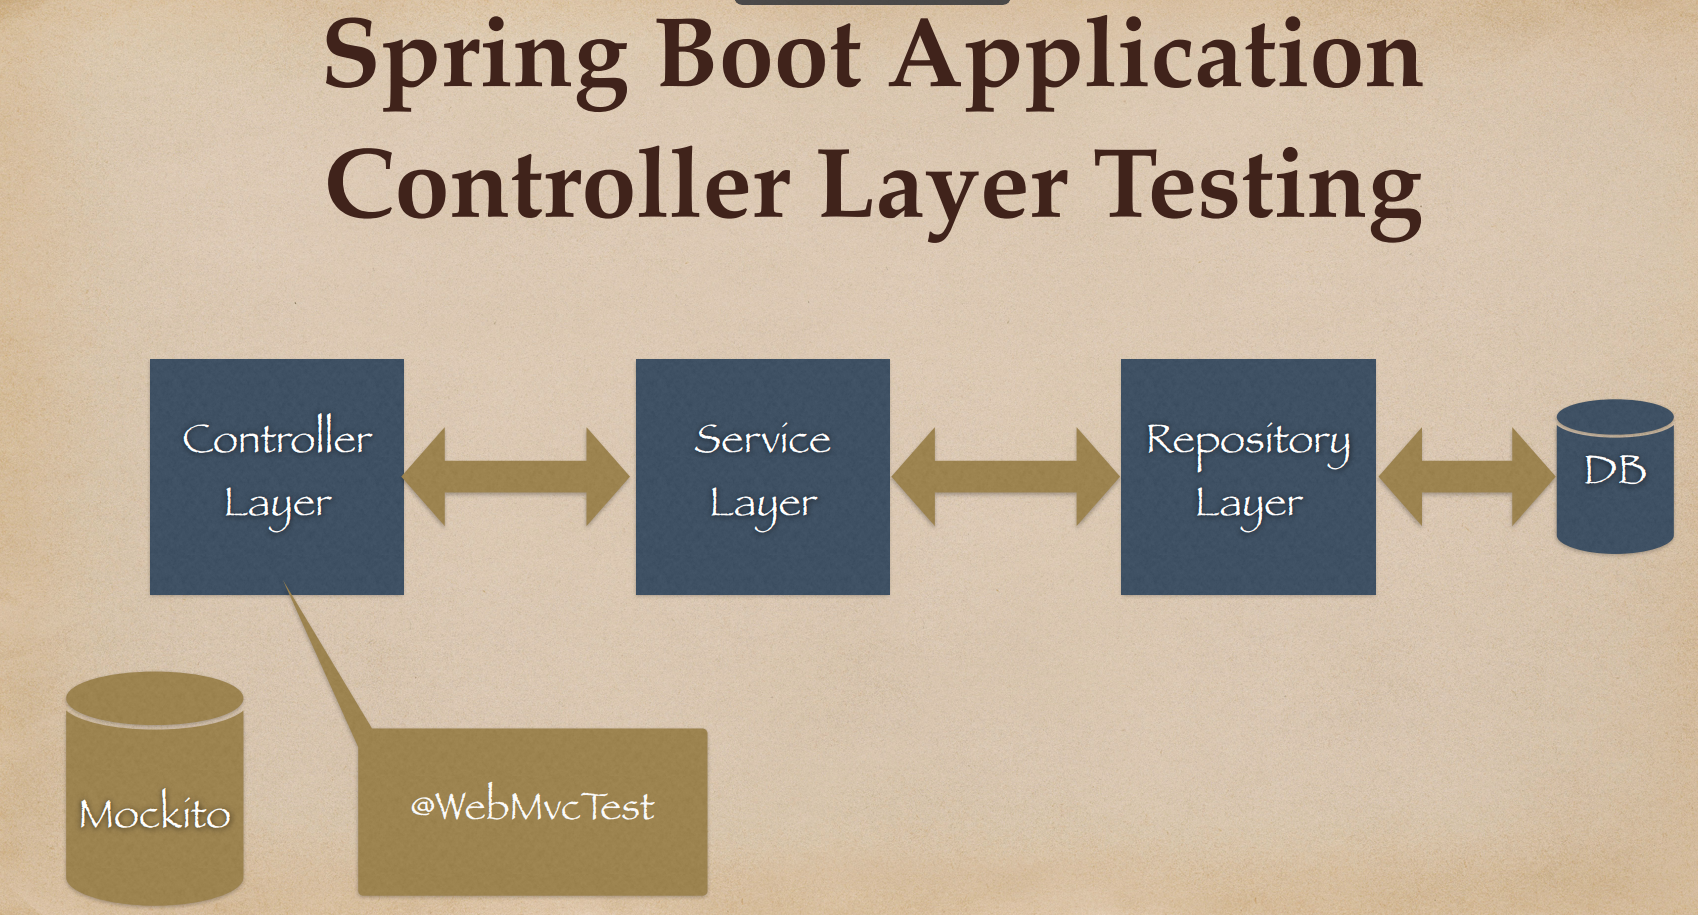 Spring Boot Application
Controller Layer Testing
Controller
Layer
Service
Layer
Repository
Layer
DB
Mockito
@WebMvcTest